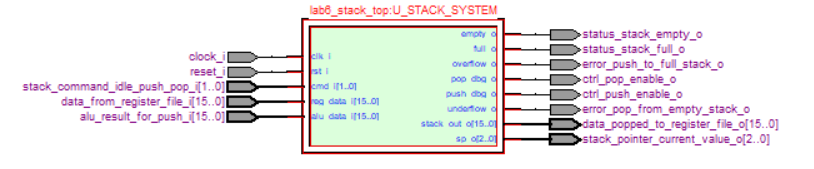 lab6_stack_top:U_STACK_SYSTEM
clock_i clk_i
reset_i rst_i
stack_command_idle_push_pop_i[1..0] cmd_i[1..0]
data_from_register_file_i[15..0] reg_data_i[15..0]
alu_result_for_push_i[15..0] alu_data_i[15..0]
empty_o status_stack_empty_o
full_o status_stack_full_o
overflow_o error_push_to_full_stack_o
pop_dbg_o ctrl_pop_enable_o
push_dbg_o ctrl_push_enable_o
underflow_o error_pop_from_empty_stack_o
stack_out_o[15..0] data_popped_to_register_file_o[15..0]
sp_o[2..0] stack_pointer_current_value_o[2..0]